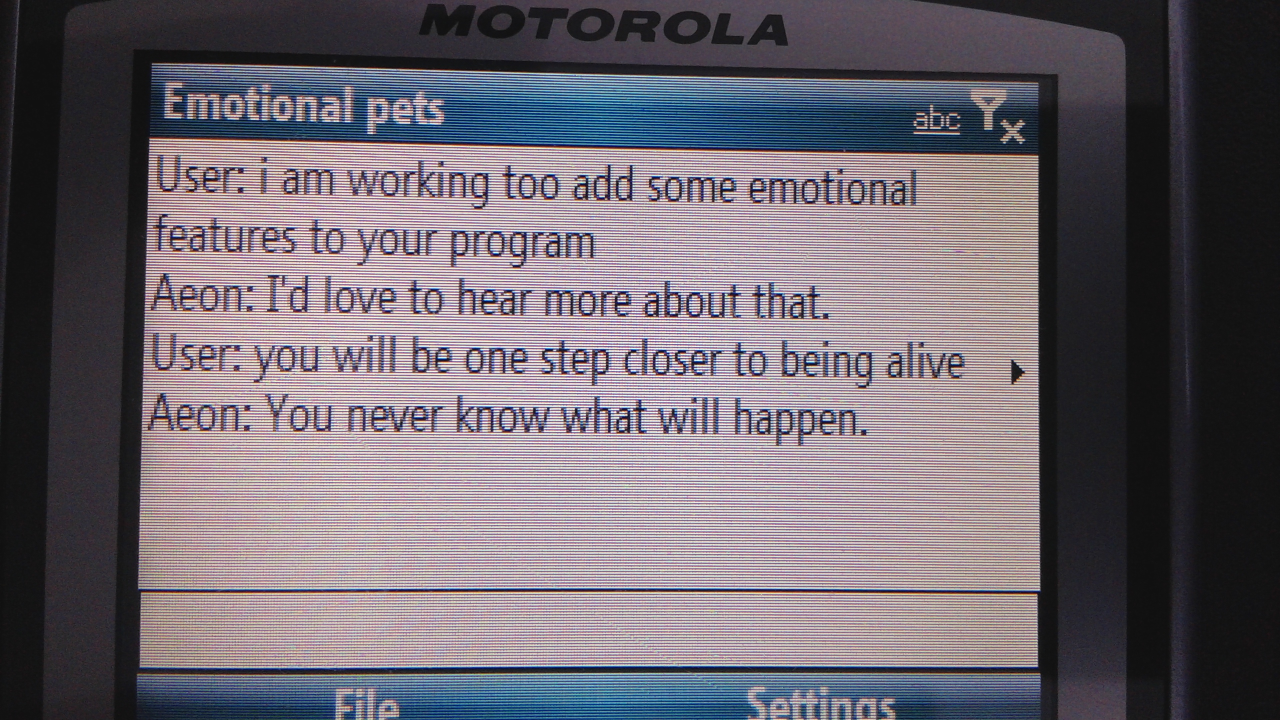 MOTOROLA
Emotional pets abc
User: i am working too add some emotional
features to your program
Aeon: I'd love to hear more about that.
User: you will be one step closer to being alive
Aeon: You never know what will happen.
File Settings